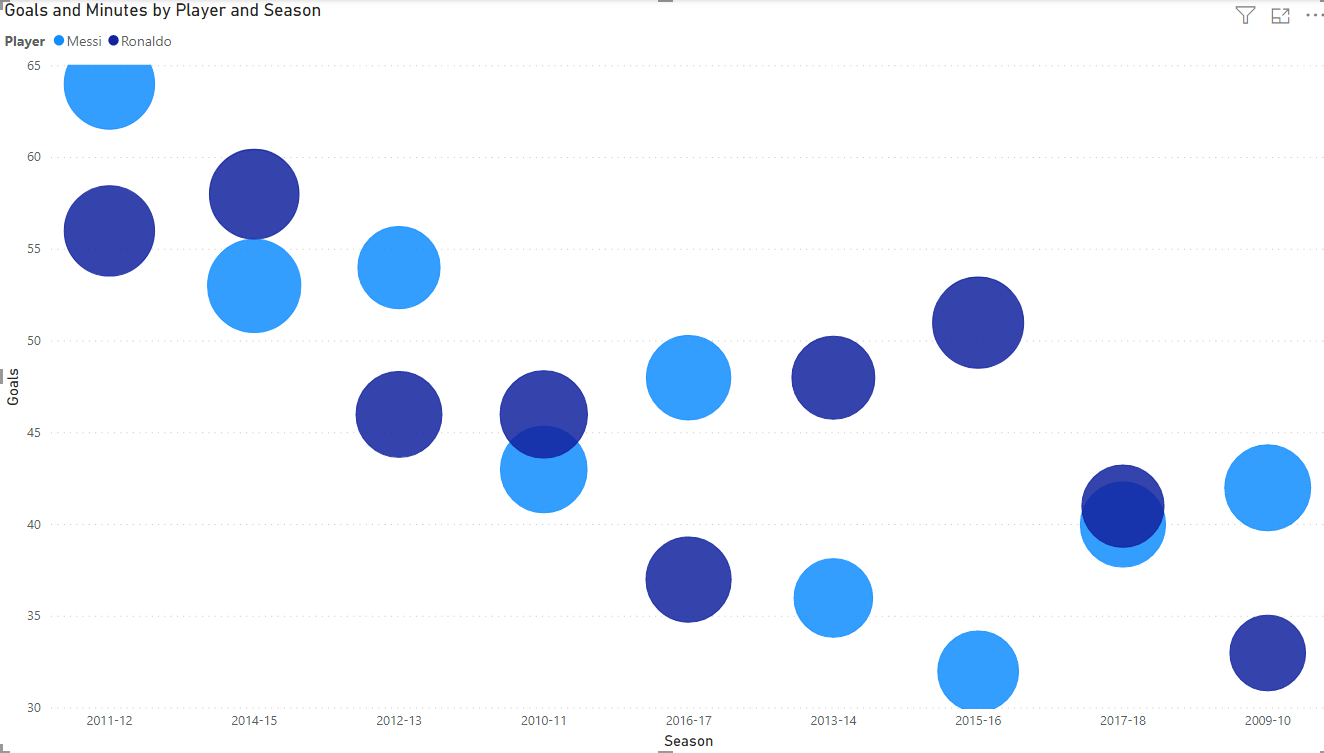 Goals and Minutes by Player and Season
Player Messi Ronaldo
65
60
55
50
45
40
35
30
Goals
2011-12 2014-15 2012-13 2010-11 2016-17 2013-14 2015-16 2017-18 2009-10
Season